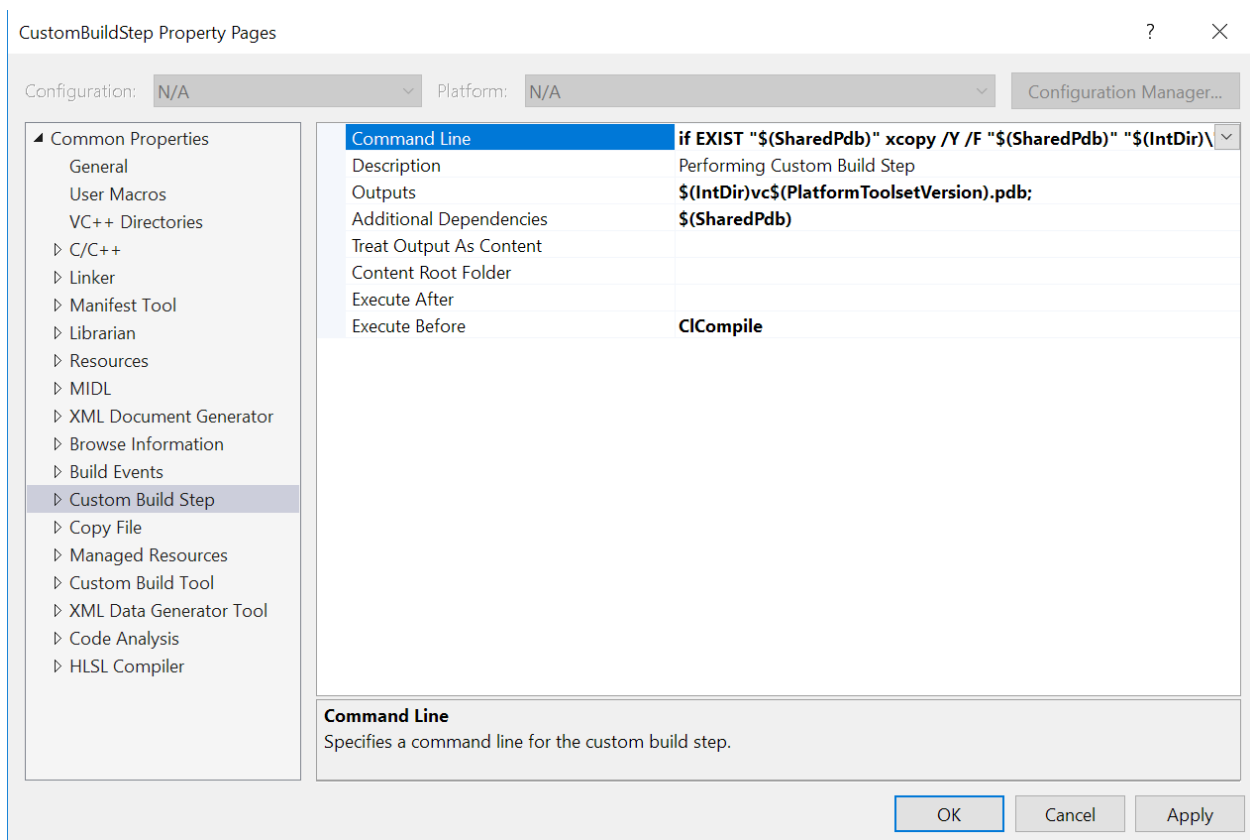 CustomBuildStep Property Pages ?
Configuration: N/A Platform: N/A Configuration Manager...
Common Properties
General
User Macros
VC++ Directories
C/C++
Linker
Manifest Tool
Librarian
Resources
MIDL
XML Document Generator
Browse Information
Build Events
Custom Build Step
Copy File
Managed Resources
Custom Build Tool
XML Data Generator Tool
Code Analysis
HLSL Compiler
Command Line if EXIST "$(SharedPdb)" xcopy /Y /F "$(SharedPdb)" "$(IntDir)\
Description Performing Custom Build Step
Outputs $(IntDir)vc$(PlatformToolsetVersion).pdb;
Additional Dependencies $(SharedPdb)
Treat Output As Content
Content Root Folder
Execute After
Execute Before ClCompile
Command Line
Specifies a command line for the custom build step.
OK Cancel Apply